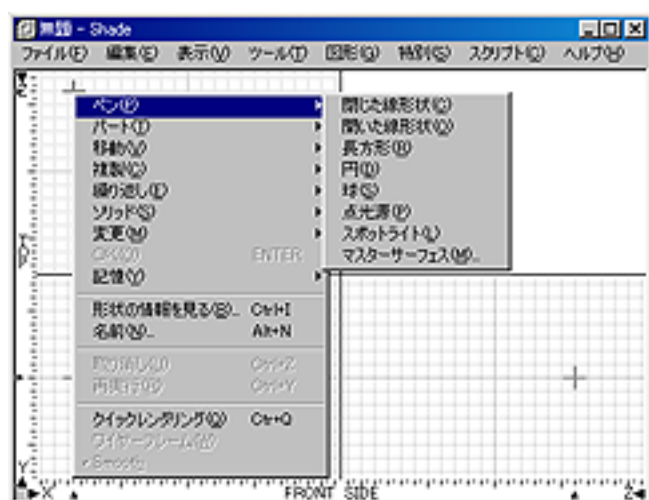 無題 - Shade
ファイル(F) 編集(E) 表示(V) ツール(T) 図形(G) 特別(S) スクリプト(C) ヘルプ(H)
ペン(P)
パート(T)
移動(V)
複製(C)
繰り返し(E)
ソリッド(S)
変更(M)
OK(O) ENTER
記憶(Y)
形状の情報を見る(B)... Ctrl+I
名前(N)... Alt+N
取り消し(U) Ctrl+Z
再実行(R) Ctrl+Y
クイックレンダリング(Q) Ctr+Q
ワイヤーフレーム(W)
Smooth
閉じた線形状(C)
開いた線形状(O)
長方形(R)
円(D)
球(S)
点光源(P)
スポットライト(L)
マスターサーフェス(M)...
Z
TOP
Y
X
FRONT SIDE
Z